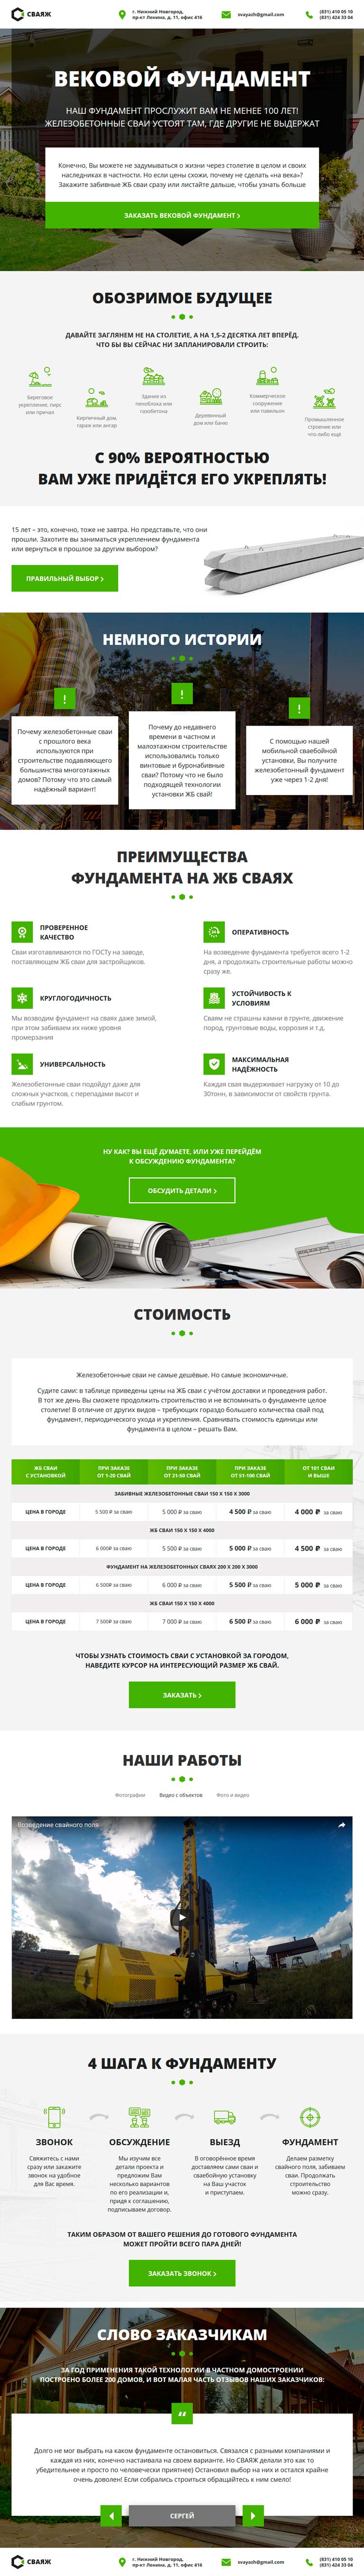 СВАЯЖ
г. Нижний Новгород,
пр-кт Ленина, д. 11, офис 416
svayazh@gmail.com
(831) 410 05 10
(831) 424 33 04
ВЕКОВОЙ ФУНДАМЕНТ
НАШ ФУНДАМЕНТ ПРОСЛУЖИТ ВАМ НЕ МЕНЕЕ 100 ЛЕТ!
ЖЕЛЕЗОБЕТОННЫЕ СВАИ УСТОЯТ ТАМ, ГДЕ ДРУГИЕ НЕ ВЫДЕРЖАТ
Конечно, Вы можете не задумываться о жизни через столетие в целом и своих
наследниках в частности. Но если цены схожи, почему не сделать «на века»?
Закажите забивные ЖБ сваи сразу или листайте дальше, чтобы узнать больше
ЗАКАЗАТЬ ВЕКОВОЙ ФУНДАМЕНТ >
ОБОЗРИМОЕ БУДУЩЕЕ
ДАВАЙТЕ ЗАГЛЯНЕМ НЕ НА СТОЛЕТИЕ, А НА 1,5-2 ДЕСЯТКА ЛЕТ ВПЕРЁД.
ЧТО БЫ ВЫ СЕЙЧАС НИ ЗАПЛАНИРОВАЛИ СТРОИТЬ:
Береговое
укрепление, пирс
или причал
Кирпичный дом,
гараж или ангар
Здание из
пеноблока или
газобетона
Деревянный
дом или баню
Коммерческое
сооружение
или павильон
Промышленное
строение или
что-либо ещё
С 90% ВЕРОЯТНОСТЬЮ
ВАМ УЖЕ ПРИДЁТСЯ ЕГО УКРЕПЛЯТЬ!
15 лет – это, конечно, тоже не завтра. Но представьте, что они
прошли. Захотите вы заниматься укреплением фундамента
или вернуться в прошлое за другим выбором?
ПРАВИЛЬНЫЙ ВЫБОР >
НЕМНОГО ИСТОРИИ
!
Почему железобетонные сваи
с прошлого века
используются при
строительстве подавляющего
большинства многоэтажных
домов? Потому что это самый
надёжный вариант!
!
Почему до недавнего
времени в частном и
малоэтажном строительстве
использовались только
винтовые и буронабивные
сваи? Потому что не было
подходящей технологии
установки ЖБ свай!
!
С помощью нашей
мобильной сваебойной
установки, Вы получите
железобетонный фундамент
уже через 1-2 дня!
ПРЕИМУЩЕСТВА
ФУНДАМЕНТА НА ЖБ СВАЯХ
ПРОВЕРЕННОЕ
КАЧЕСТВО
Сваи изготавливаются по ГОСТу на заводе,
поставляющем ЖБ сваи для застройщиков.
ОПЕРАТИВНОСТЬ
На возведение фундамента требуется всего 1-2
дня, а продолжать строительные работы можно
сразу же.
КРУГЛОГОДИЧНОСТЬ
Мы возводим фундамент на сваях даже зимой,
при этом забиваем их ниже уровня
промерзания
УСТОЙЧИВОСТЬ К
УСЛОВИЯМ
Сваям не страшны камни в грунте, движение
пород, грунтовые воды, коррозия и т.д.
УНИВЕРСАЛЬНОСТЬ
Железобетонные сваи подойдут даже для
сложных участков, с перепадами высот и
слабым грунтом.
МАКСИМАЛЬНАЯ
НАДЁЖНОСТЬ
Каждая свая выдерживает нагрузку от 10 до
30тонн, в зависимости от свойств грунта.
НУ КАК? ВЫ ЕЩЁ ДУМАЕТЕ, ИЛИ УЖЕ ПЕРЕЙДЁМ
К ОБСУЖДЕНИЮ ФУНДАМЕНТА?
ОБСУДИТЬ ДЕТАЛИ >
СТОИМОСТЬ
Железобетонные сваи не самые дешёвые. Но самые экономичные.
Судите сами: в таблице приведены цены на ЖБ сваи с учётом доставки и проведения работ.
В тот же день Вы сможете продолжить строительство и не вспоминать о фундаменте целое
столетие! В отличие от других видов – требующих гораздо большего количества свай под
фундамент, периодического ухода и укрепления. Сравнивать стоимость единицы или
фундамента в целом – решать Вам.
ЖБ СВАИ
С УСТАНОВКОЙ
ПРИ ЗАКАЗЕ
ОТ 1-20 СВАЙ
ПРИ ЗАКАЗЕ
ОТ 21-50 СВАЙ
ПРИ ЗАКАЗЕ
ОТ 51-100 СВАЙ
ОТ 101 СВАИ
И ВЫШЕ
ЗАБИВНЫЕ ЖЕЛЕЗОБЕТОННЫЕ СВАИ 150 X 150 X 3000
ЦЕНА В ГОРОДЕ 5 500 ₽ за сваю 5 000 ₽ за сваю 4 500 ₽ за сваю 4 000 ₽ за сваю
ЖБ СВАИ 150 X 150 X 4000
ЦЕНА В ГОРОДЕ 6 000₽ за сваю 5 500 ₽ за сваю 5 000 ₽ за сваю 4 500 ₽ за сваю
ФУНДАМЕНТ НА ЖЕЛЕЗОБЕТОННЫХ СВАЯХ 200 X 200 X 3000
ЦЕНА В ГОРОДЕ 6 500₽ за сваю 6 000 ₽ за сваю 5 500 ₽ за сваю 5 000 ₽ за сваю
ЖБ СВАИ 150 X 150 X 4000
ЦЕНА В ГОРОДЕ 7 500₽ за сваю 7 000 ₽ за сваю 6 500 ₽ за сваю 6 000 ₽ за сваю
ЧТОБЫ УЗНАТЬ СТОИМОСТЬ СВАИ С УСТАНОВКОЙ ЗА ГОРОДОМ,
НАВЕДИТЕ КУРСОР НА ИНТЕРЕСУЮЩИЙ РАЗМЕР ЖБ СВАЙ.
ЗАКАЗАТЬ >
НАШИ РАБОТЫ
Фотографии Видео с объектов Фото и видео
Возведение свайного поля
4 ШАГА К ФУНДАМЕНТУ
ЗВОНОК
Свяжитесь с нами
сразу или закажите
звонок на удобное
для Вас время.
ОБСУЖДЕНИЕ
Мы изучим все
детали проекта и
предложим Вам
несколько вариантов
по его реализации и,
придя к соглашению,
подписываем договор.
ВЫЕЗД
В оговорённое время
доставляем сами сваи и
сваебойную установку
на Ваш участок
и приступаем.
ФУНДАМЕНТ
Делаем разметку
свайного поля, забиваем
сваи. Продолжать
строительство
можно сразу.
ТАКИМ ОБРАЗОМ ОТ ВАШЕГО РЕШЕНИЯ ДО ГОТОВОГО ФУНДАМЕНТА
МОЖЕТ ПРОЙТИ ВСЕГО ПАРА ДНЕЙ!
ЗАКАЗАТЬ ЗВОНОК >
СЛОВО ЗАКАЗЧИКАМ
ЗА ГОД ПРИМЕНЕНИЯ ТАКОЙ ТЕХНОЛОГИИ В ЧАСТНОМ ДОМОСТРОЕНИИ
ПОСТРОЕНО БОЛЕЕ 200 ДОМОВ, И ВОТ МАЛАЯ ЧАСТЬ ОТЗЫВОВ НАШИХ ЗАКАЗЧИКОВ:
“
Долго не мог выбрать на каком фундаменте остановиться. Связался с разными компаниями и
каждая из них, конечно настаивала на своем варианте. Но СВАЯЖ делали это как то
убедительнее и просто по человечески приятнее) Остановил выбор на них и остался крайне
очень доволен! Если собрались строиться обращайтесь к ним смело!
СЕРГЕЙ
СВАЯЖ
г. Нижний Новгород,
пр-кт Ленина, д. 11, офис 416
svayazh@gmail.com
(831) 410 05 10
(831) 424 33 04